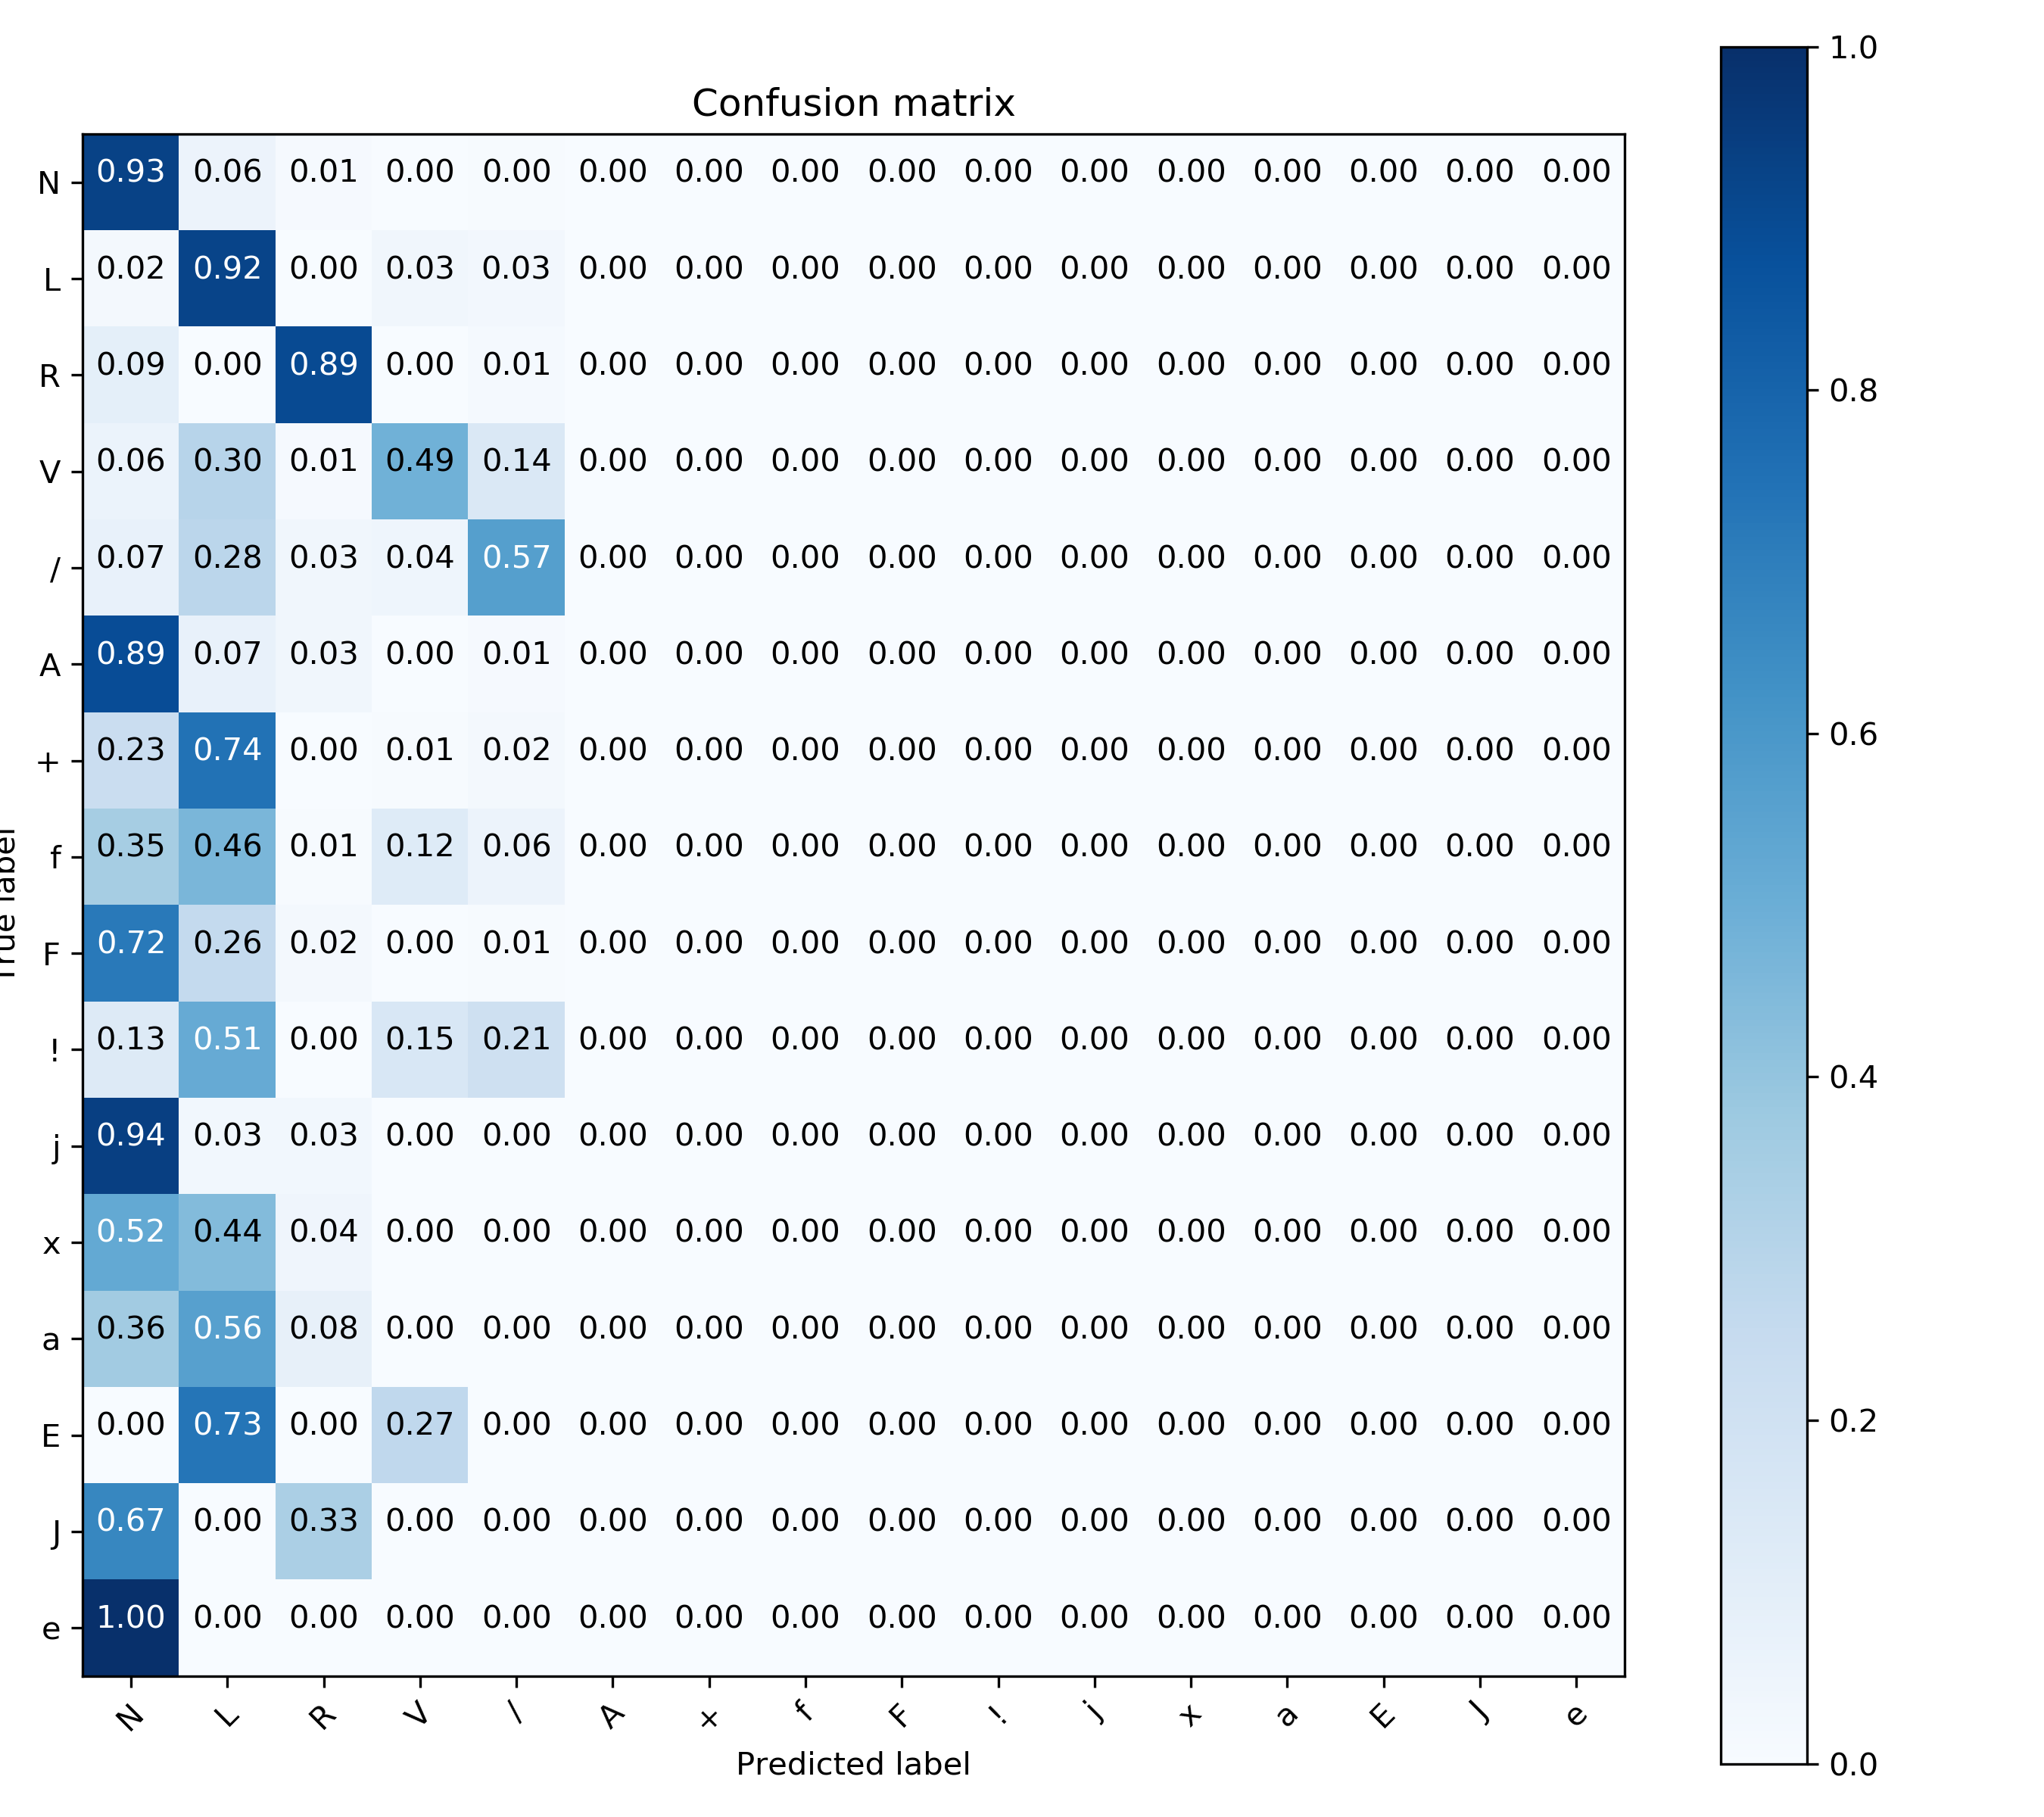 1.0
Confusion matrix
N 0.93 0.06 0.01 0.00 0.00 0.00 0.00 0.00 0.00 0.00 0.00 0.00 0.00 0.00 0.00 0.00
L 0.02 0.92 0.00 0.03 0.03 0.00 0.00 0.00 0.00 0.00 0.00 0.00 0.00 0.00 0.00 0.00
R 0.09 0.00 0.89 0.00 0.01 0.00 0.00 0.00 0.00 0.00 0.00 0.00 0.00 0.00 0.00 0.00
0.8
V 0.06 0.30 0.01 0.49 0.14 0.00 0.00 0.00 0.00 0.00 0.00 0.00 0.00 0.00 0.00 0.00
/ 0.07 0.28 0.03 0.04 0.57 0.00 0.00 0.00 0.00 0.00 0.00 0.00 0.00 0.00 0.00 0.00
A 0.89 0.07 0.03 0.00 0.01 0.00 0.00 0.00 0.00 0.00 0.00 0.00 0.00 0.00 0.00 0.00
0.6
+ 0.23 0.74 0.00 0.01 0.02 0.00 0.00 0.00 0.00 0.00 0.00 0.00 0.00 0.00 0.00 0.00
f 0.35 0.46 0.01 0.12 0.06 0.00 0.00 0.00 0.00 0.00 0.00 0.00 0.00 0.00 0.00 0.00
True label
F 0.72 0.26 0.02 0.00 0.01 0.00 0.00 0.00 0.00 0.00 0.00 0.00 0.00 0.00 0.00 0.00
! 0.13 0.51 0.00 0.15 0.21 0.00 0.00 0.00 0.00 0.00 0.00 0.00 0.00 0.00 0.00 0.00
0.4
j 0.94 0.03 0.03 0.00 0.00 0.00 0.00 0.00 0.00 0.00 0.00 0.00 0.00 0.00 0.00 0.00
x 0.52 0.44 0.04 0.00 0.00 0.00 0.00 0.00 0.00 0.00 0.00 0.00 0.00 0.00 0.00 0.00
a 0.36 0.56 0.08 0.00 0.00 0.00 0.00 0.00 0.00 0.00 0.00 0.00 0.00 0.00 0.00 0.00
0.2
E 0.00 0.73 0.00 0.27 0.00 0.00 0.00 0.00 0.00 0.00 0.00 0.00 0.00 0.00 0.00 0.00
J 0.67 0.00 0.33 0.00 0.00 0.00 0.00 0.00 0.00 0.00 0.00 0.00 0.00 0.00 0.00 0.00
e 1.00 0.00 0.00 0.00 0.00 0.00 0.00 0.00 0.00 0.00 0.00 0.00 0.00 0.00 0.00 0.00
N L R V / A + f F ! j x a E J e
Predicted label
0.0